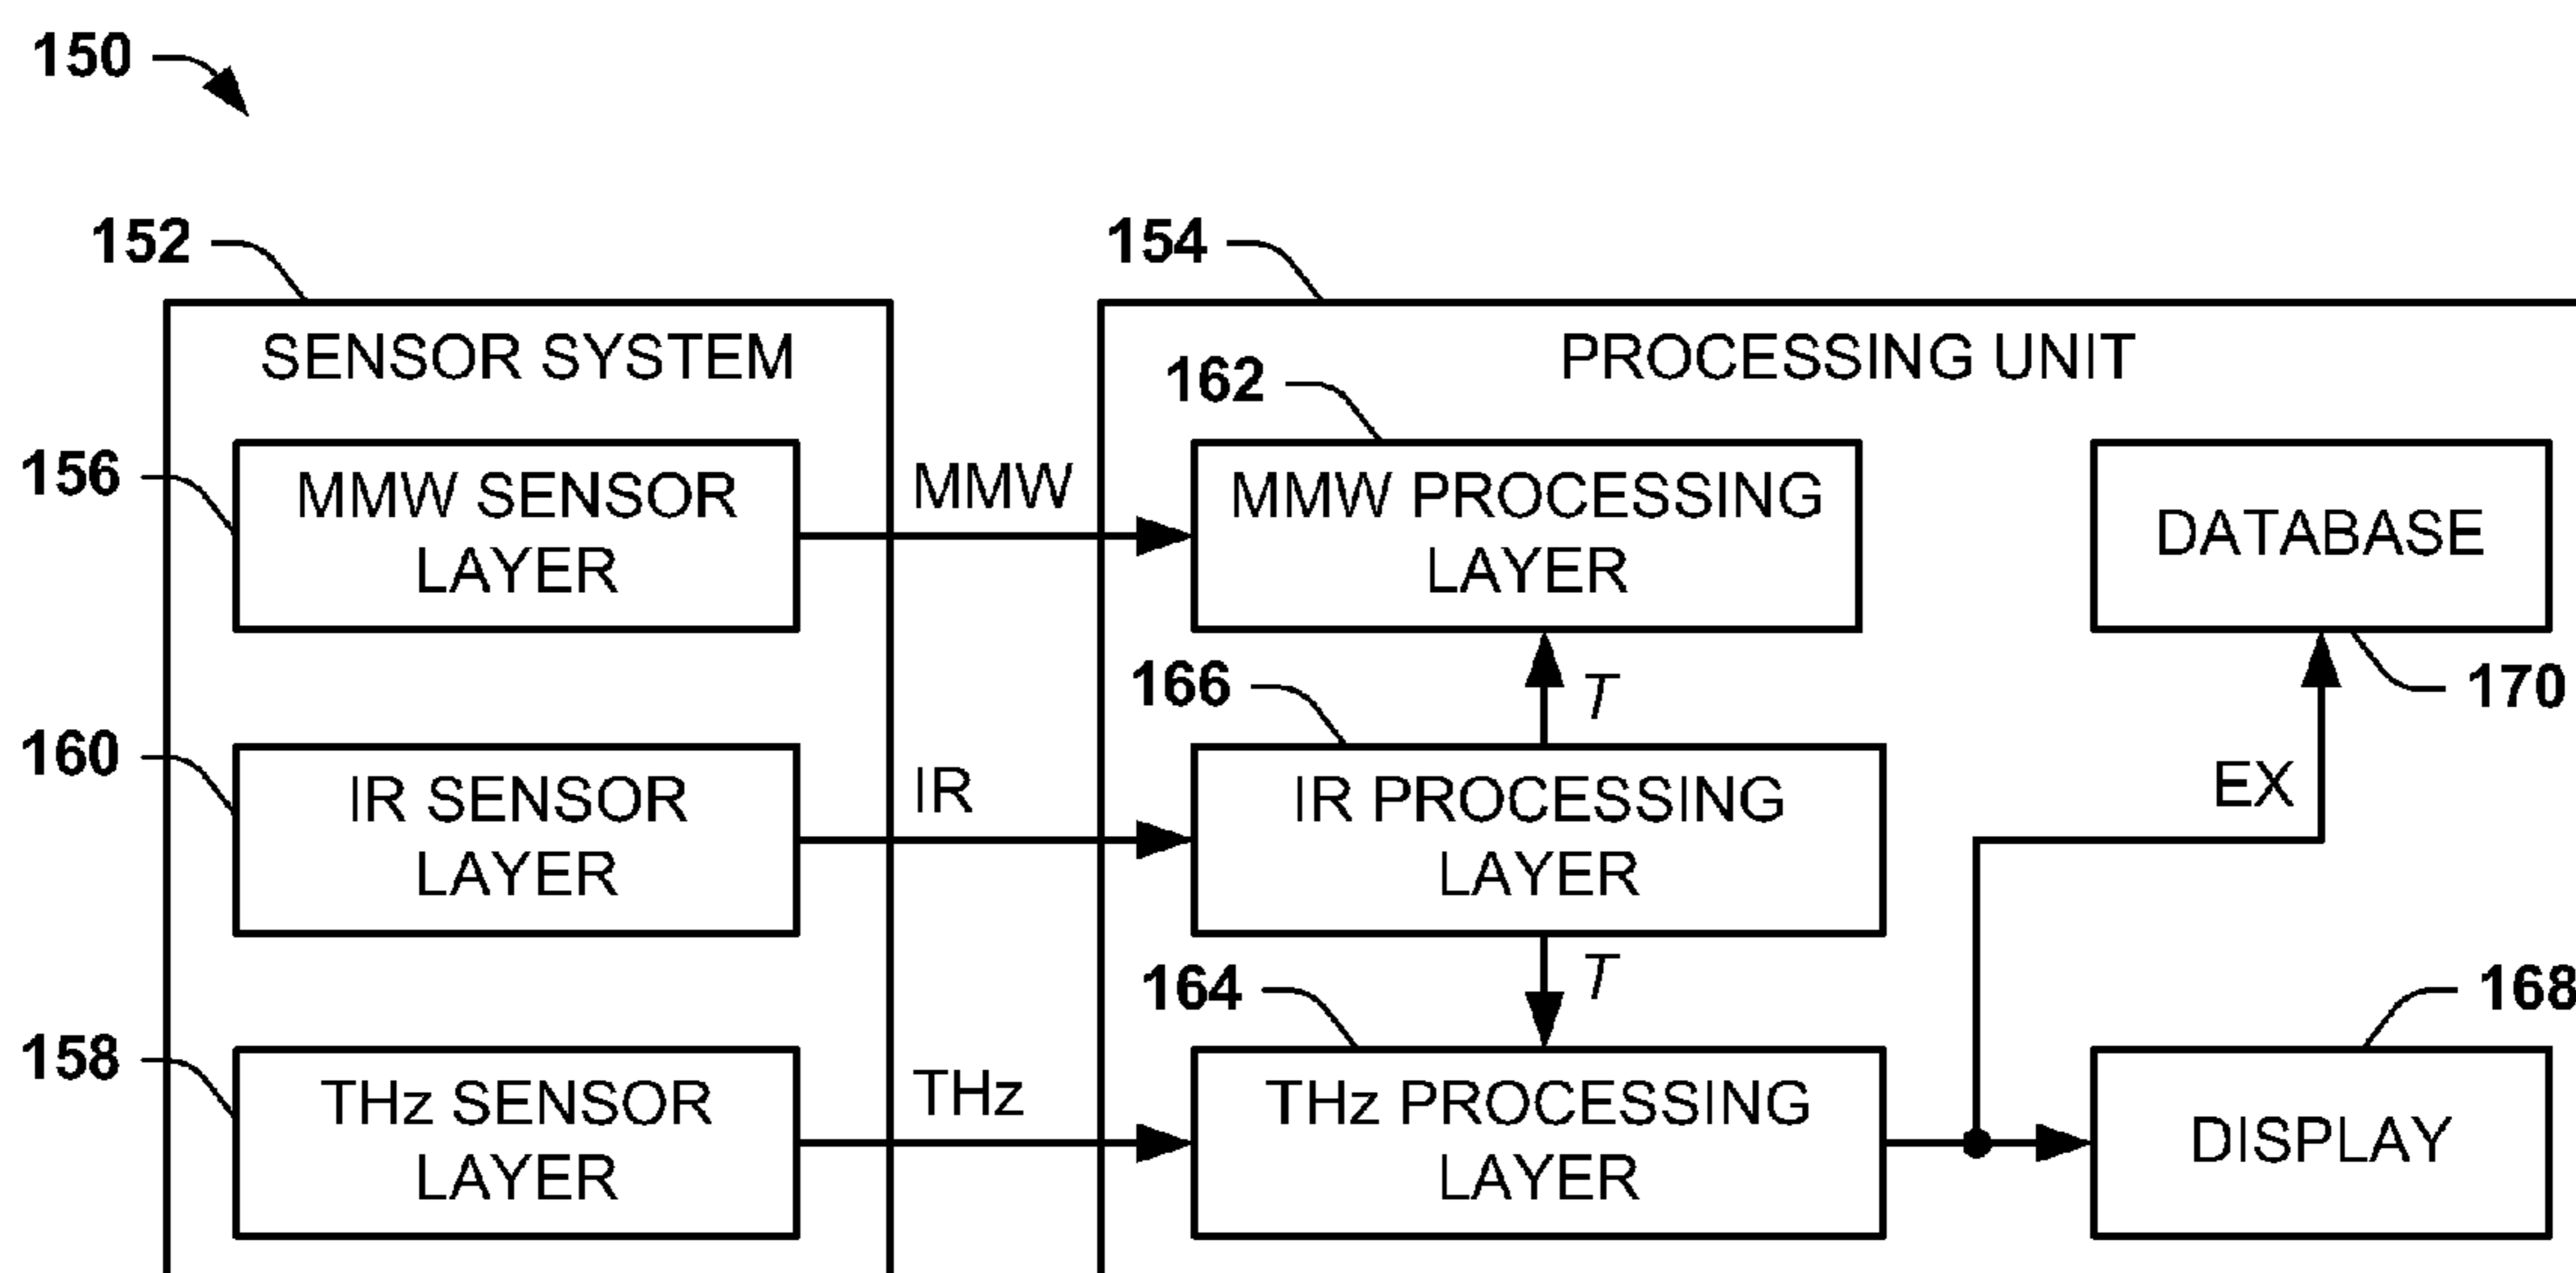 150
152
154
SENSOR SYSTEM
PROCESSING UNIT
162
156
MMW SENSOR
LAYER
MMW
MMW PROCESSING
LAYER
DATABASE
170
166
T
160
IR SENSOR
LAYER
IR
IR PROCESSING
LAYER
EX
164
T
168
158
THz SENSOR
LAYER
THz
THz PROCESSING
LAYER
DISPLAY